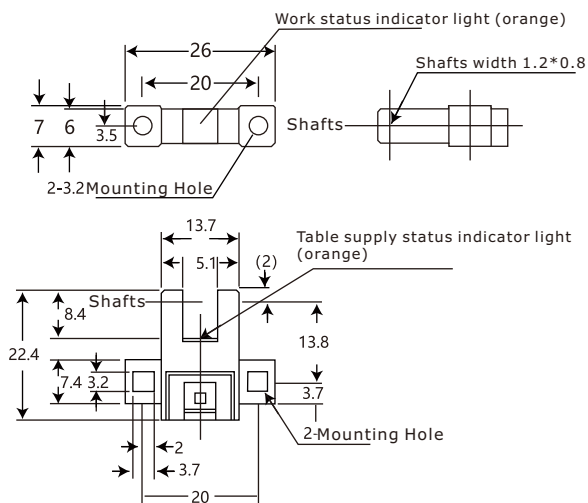 Work status indicator light (orange)
26
20
Shafts width 1.2*0.8
7
6
3.5
Shafts
2-3.2Mounting Hole
13.7
Table supply status indicator light
(orange)
5.1
(2)
Shafts
8.4
13.8
22.4
7.4
3.2
3.7
2-Mounting Hole
2
3.7
20